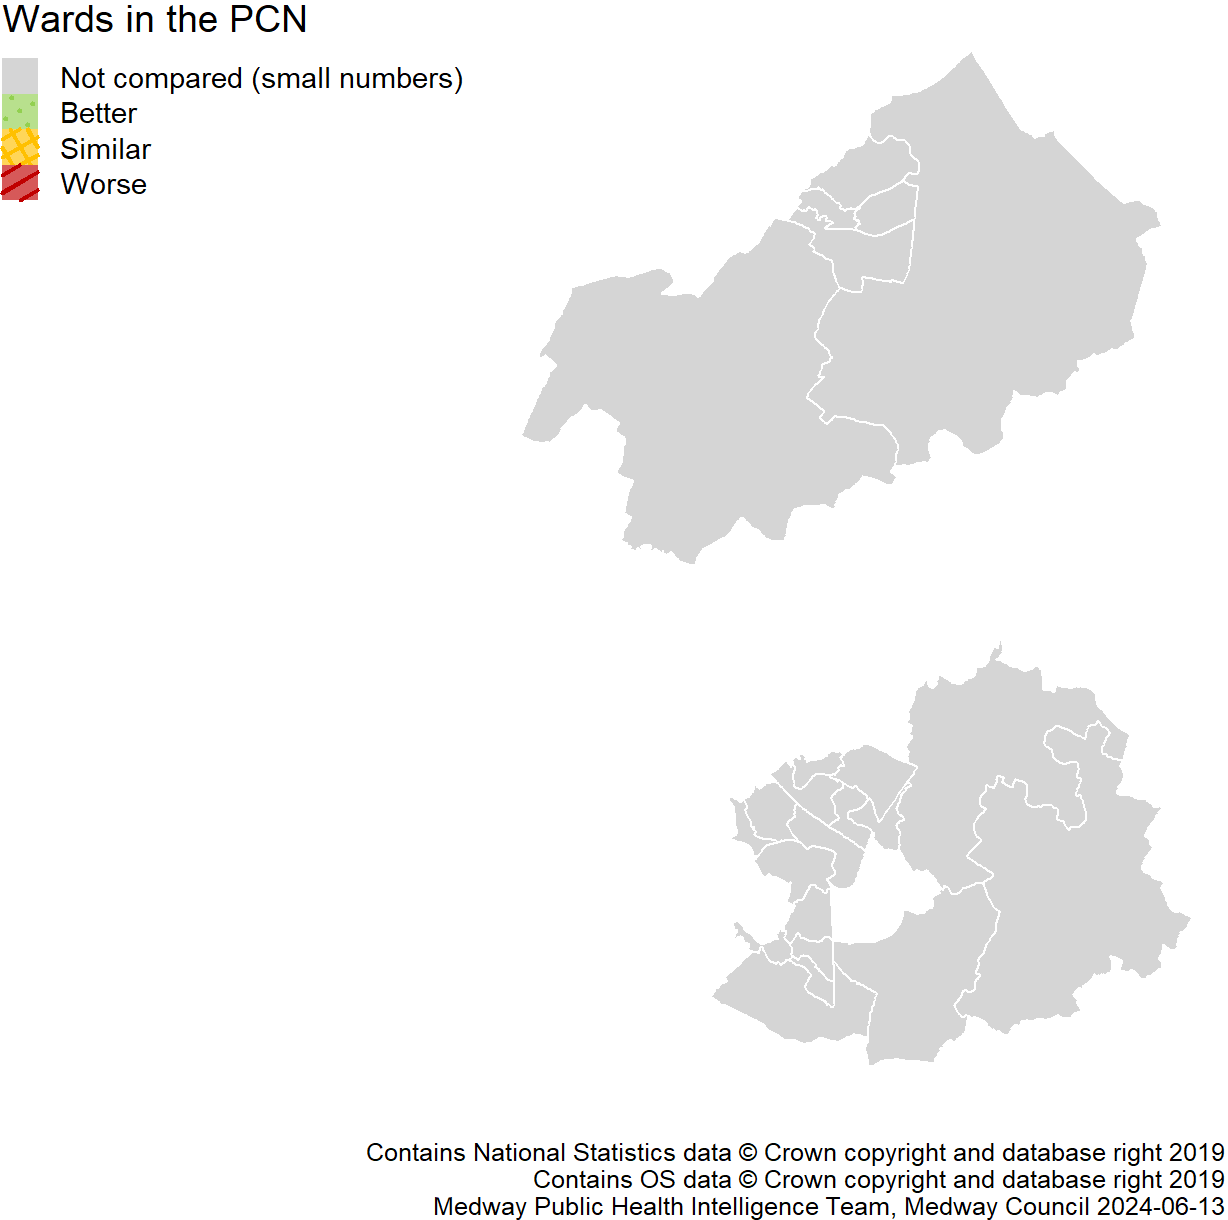 Wards in the PCN
Not compared (small numbers)
Better
Similar
Worse
Contains National Statistics data © Crown copyright and database right 2019
Contains OS data © Crown copyright and database right 2019
Medway Public Health Intelligence Team, Medway Council 2024-06-13